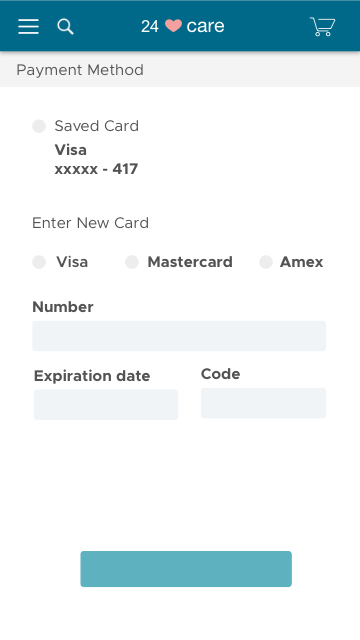 24 care
Payment Method
Saved Card
Visa
xxxxx - 417
Enter New Card
Visa Mastercard Amex
Number
Expiration date Code